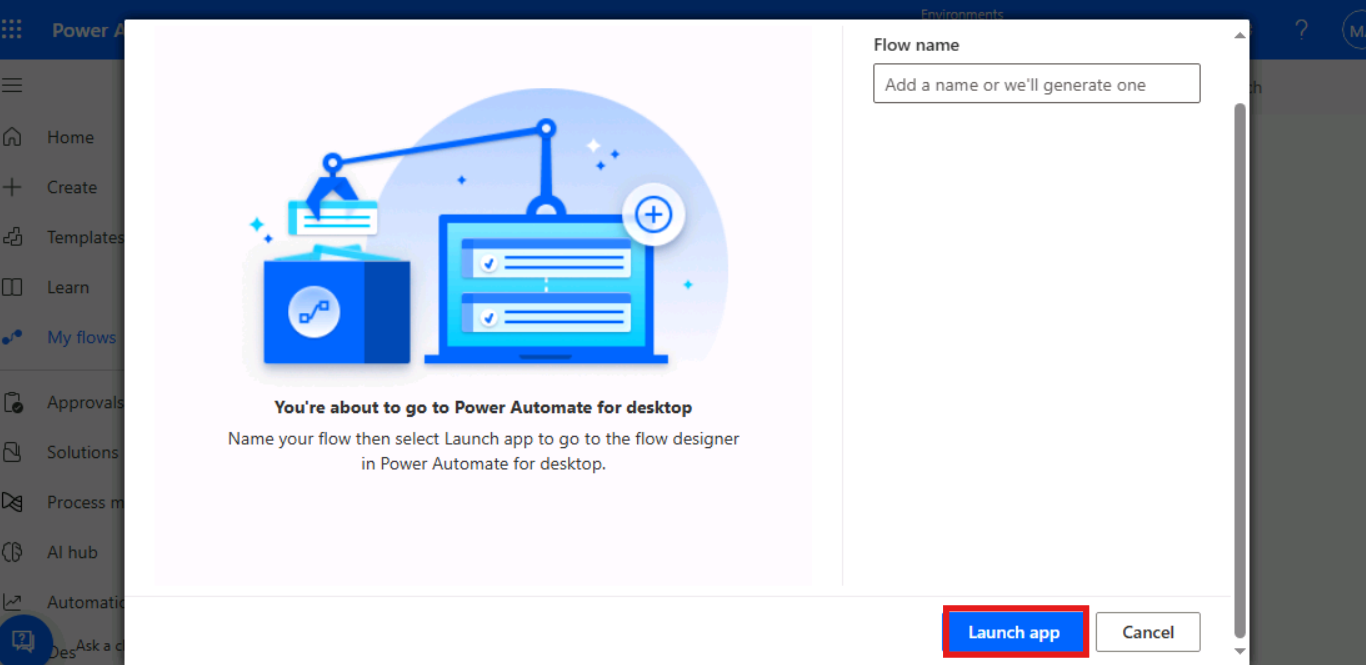 Environments
Power A
?
Flow name
Add a name or we'll generate one
Home
Create
Templates
Learn
My flows
Approvals
Solutions
Process m
AI hub
Automatic
Ask a c
Des
You're about to go to Power Automate for desktop
Name your flow then select Launch app to go to the flow designer
in Power Automate for desktop.
Launch app
Cancel